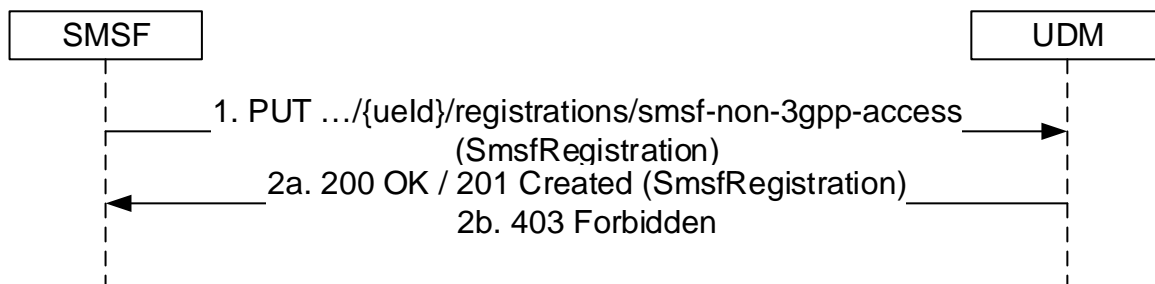 SMSF
UDM
1. PUT …/{ueId}/registrations/smsf-non-3gpp-access
(SmsfRegistration)
2a. 200 OK / 201 Created (SmsfRegistration)
2b. 403 Forbidden